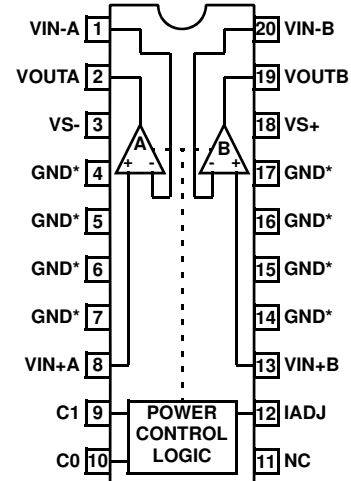 VIN-A 1 20 VIN-B
VOUTA 2 19 VOUTB
VS- 3 18 VS+
A B
+ - - +
GND* 4 17 GND*
GND* 5 16 GND*
GND* 6 15 GND*
GND* 7 14 GND*
VIN+A 8 13 VIN+B
C1 9 POWER 12 IADJ
CONTROL
C0 10 LOGIC 11 NC